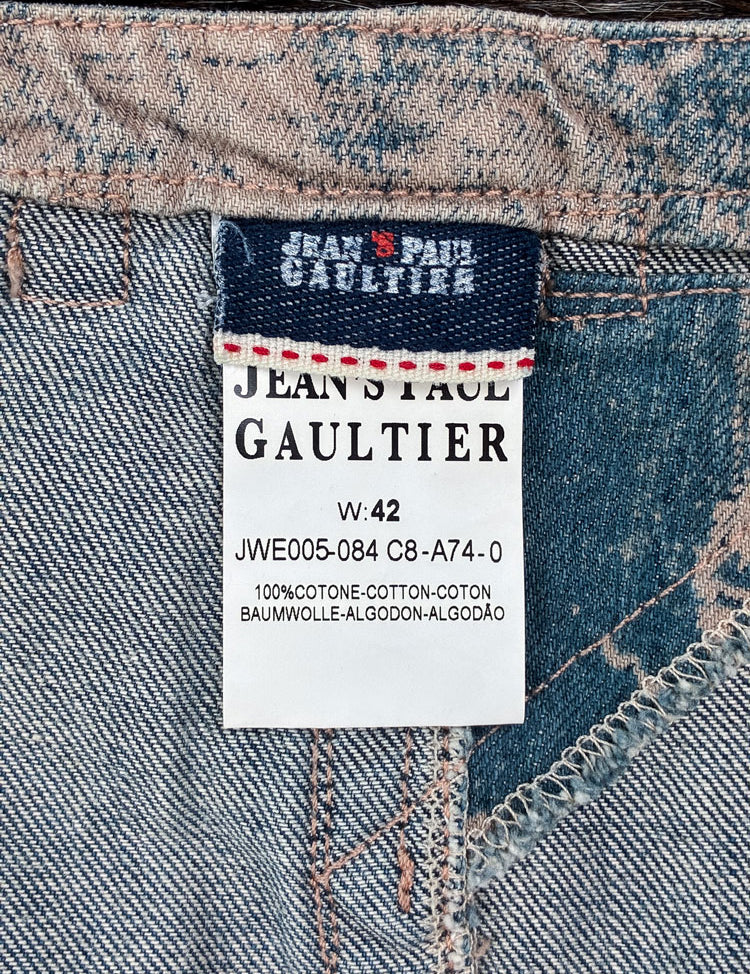 JEAN'S PAUL
GAULTIER
JEAN'S PAUL
GAULTIER
W:42
JWE005-084 C8-A74-0
100%COTONE-COTTON-COTON
BAUMWOLLE-ALGODON-ALGODÃO